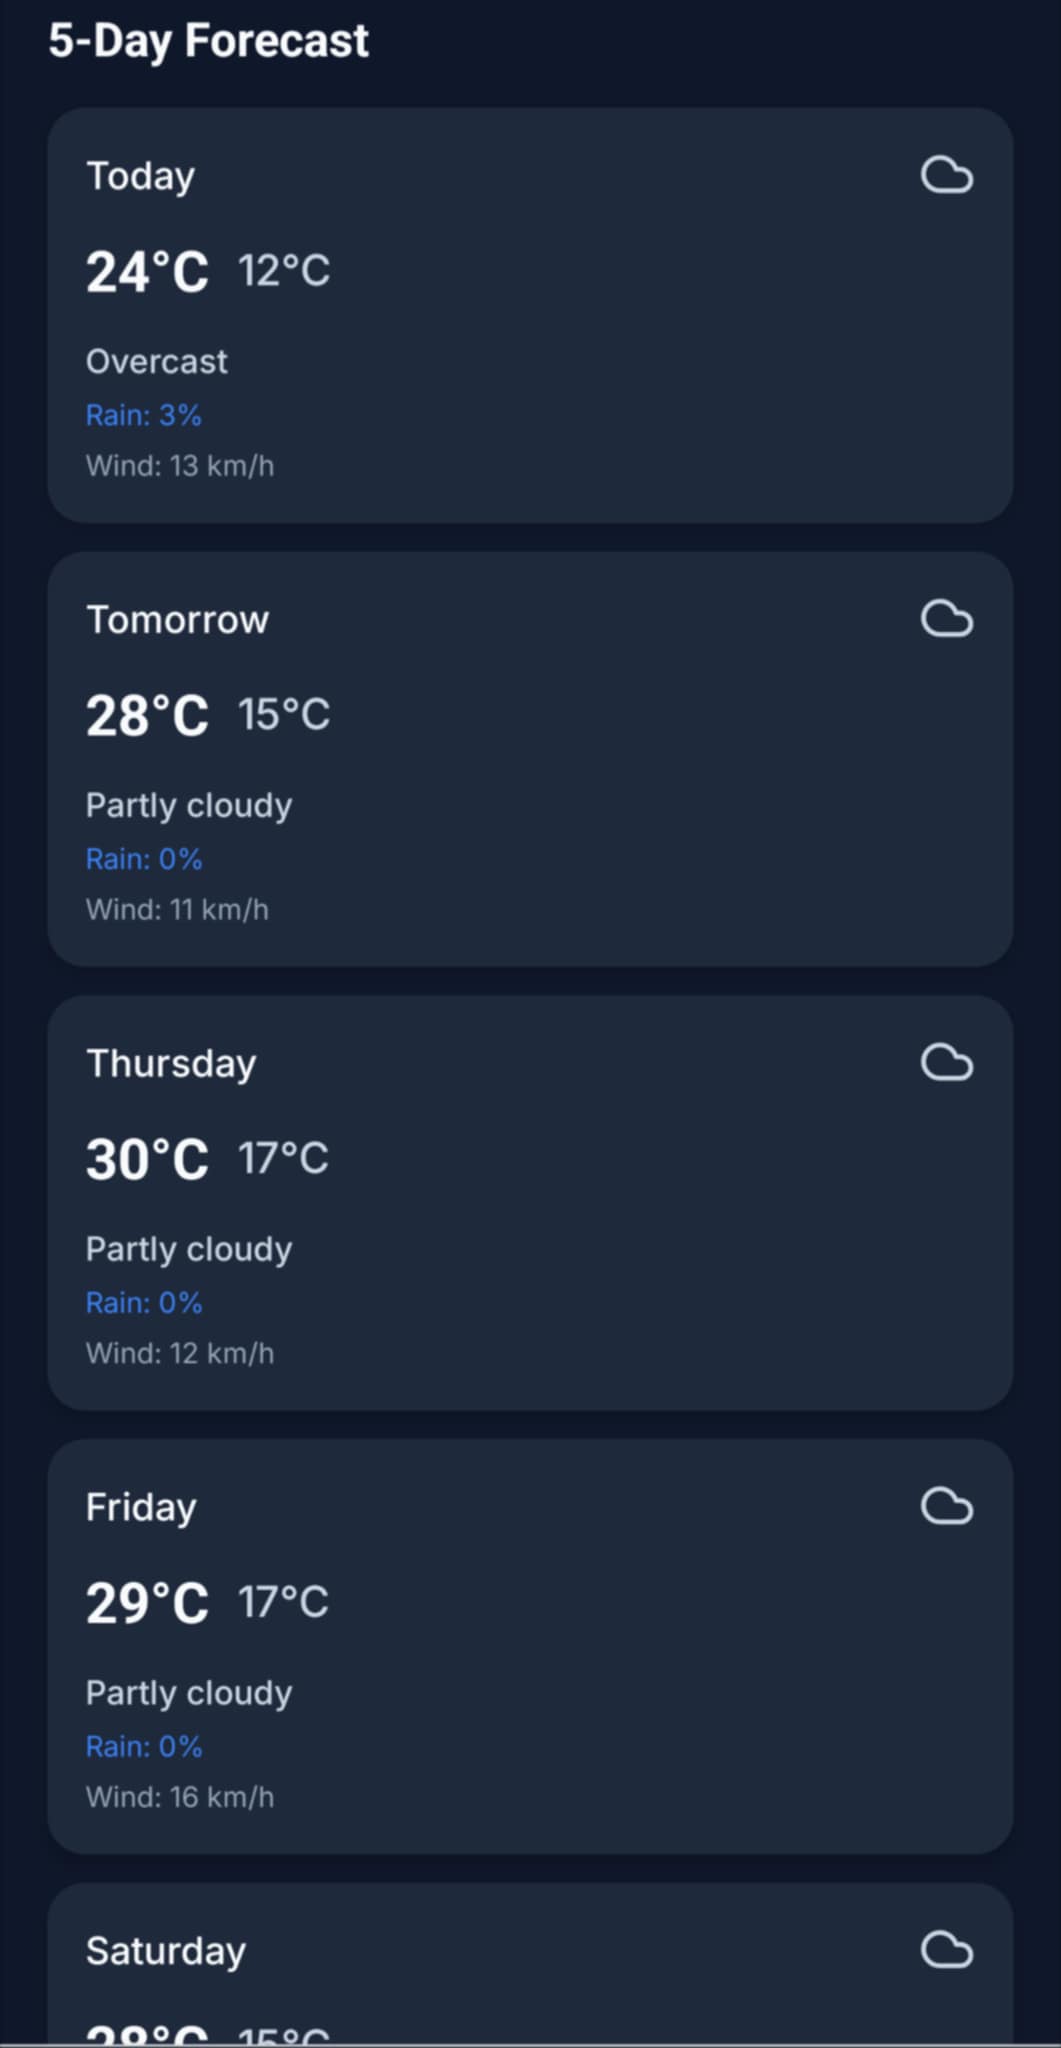 5-Day Forecast
Today
24°C 12°C
Overcast
Rain: 3%
Wind: 13 km/h
Tomorrow
28°C 15°C
Partly cloudy
Rain: 0%
Wind: 11 km/h
Thursday
30°C 17°C
Partly cloudy
Rain: 0%
Wind: 12 km/h
Friday
29°C 17°C
Partly cloudy
Rain: 0%
Wind: 16 km/h
Saturday
28°C 15°C